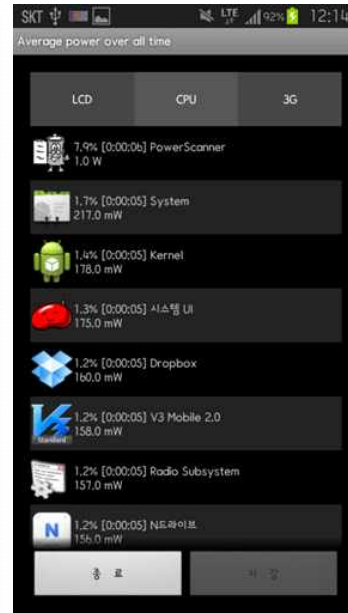 SKT LTE 92% 12:14
Average power over all time
LCD CPU 3G
7.9% [0:00:06] PowerScanner
1.0 W
1.7% [0:00:05] System
217.0 mW
1.4% [0:00:05] Kernel
178.0 mW
1.3% [0:00:05] 시스템 UI
175.0 mW
1.2% [0:00:05] Dropbox
160.0 mW
1.2% [0:00:05] V3 Mobile 2.0
158.0 mW
Standard
1.2% [0:00:05] Radio Subsystem
157.0 mW
N
1.2% [0:00:05] N드라이브
156.0 mW
종 료